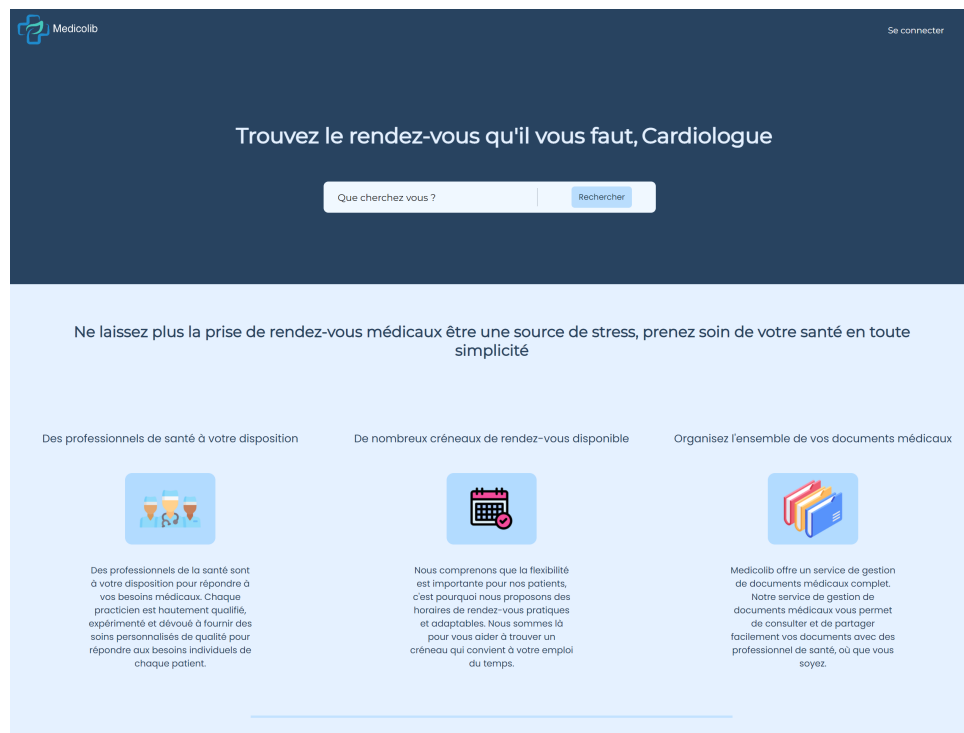 Medicolib
Se connecter
Trouvez le rendez-vous qu'il vous faut, Cardiologue
Que cherchez vous ?
Rechercher
Ne laissez plus la prise de rendez-vous médicaux être une source de stress, prenez soin de votre santé en toute
simplicité
Des professionnels de santé à votre disposition
Des professionnels de la santé sont
à votre disposition pour répondre à
vos besoins médicaux. Chaque
practicien est hautement qualifié,
expérimenté et dévoué à fournir des
soins personnalisés de qualité pour
répondre aux besoins individuels de
chaque patient.
De nombreux créneaux de rendez-vous disponible
Nous comprenons que la flexibilité
est importante pour nos patients,
c'est pourquoi nous proposons des
horaires de rendez-vous pratiques
et adaptables. Nous sommes là
pour vous aider à trouver un
créneau qui convient à votre emploi
du temps.
Organisez l'ensemble de vos documents médicaux
Medicolib offre un service de gestion
de documents médicaux complet.
Notre service de gestion de
documents médicaux vous permet
de consulter et de partager
facilement vos documents avec des
professionnel de santé, où que vous
soyez.